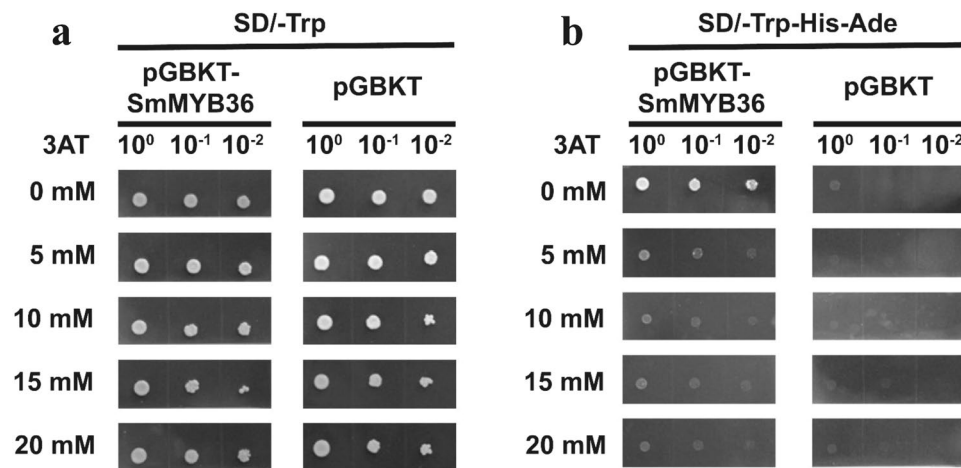 a
SD/-Trp
pGBKT-
SmMYB36
pGBKT
3AT
10⁰ 10⁻¹ 10⁻²
10⁰ 10⁻¹ 10⁻²
0 mM
5 mM
10 mM
15 mM
20 mM
b
SD/-Trp-His-Ade
pGBKT-
SmMYB36
pGBKT
3AT
10⁰ 10⁻¹ 10⁻²
10⁰ 10⁻¹ 10⁻²
0 mM
5 mM
10 mM
15 mM
20 mM